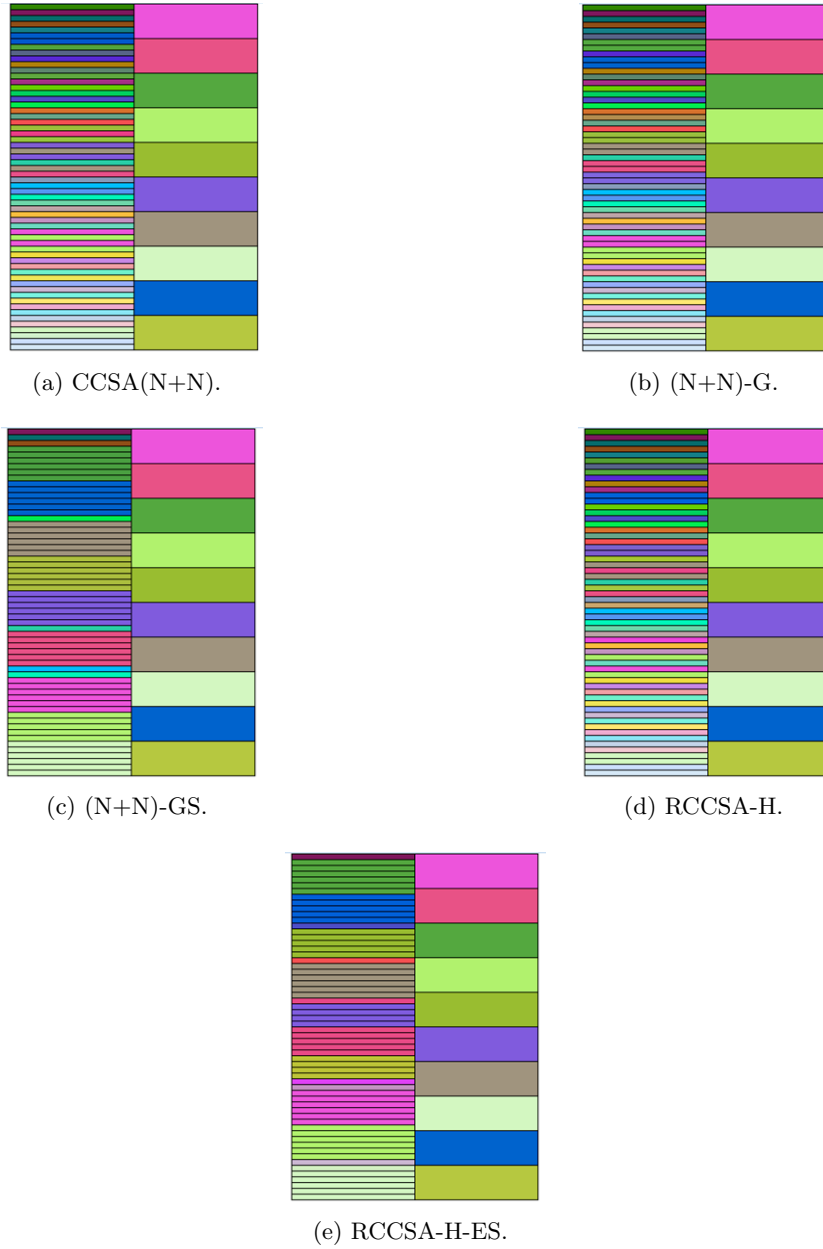 (a) CCSA(N+N).
(b) (N+N)-G.
(c) (N+N)-GS.
(d) RCCSA-H.
(e) RCCSA-H-ES.